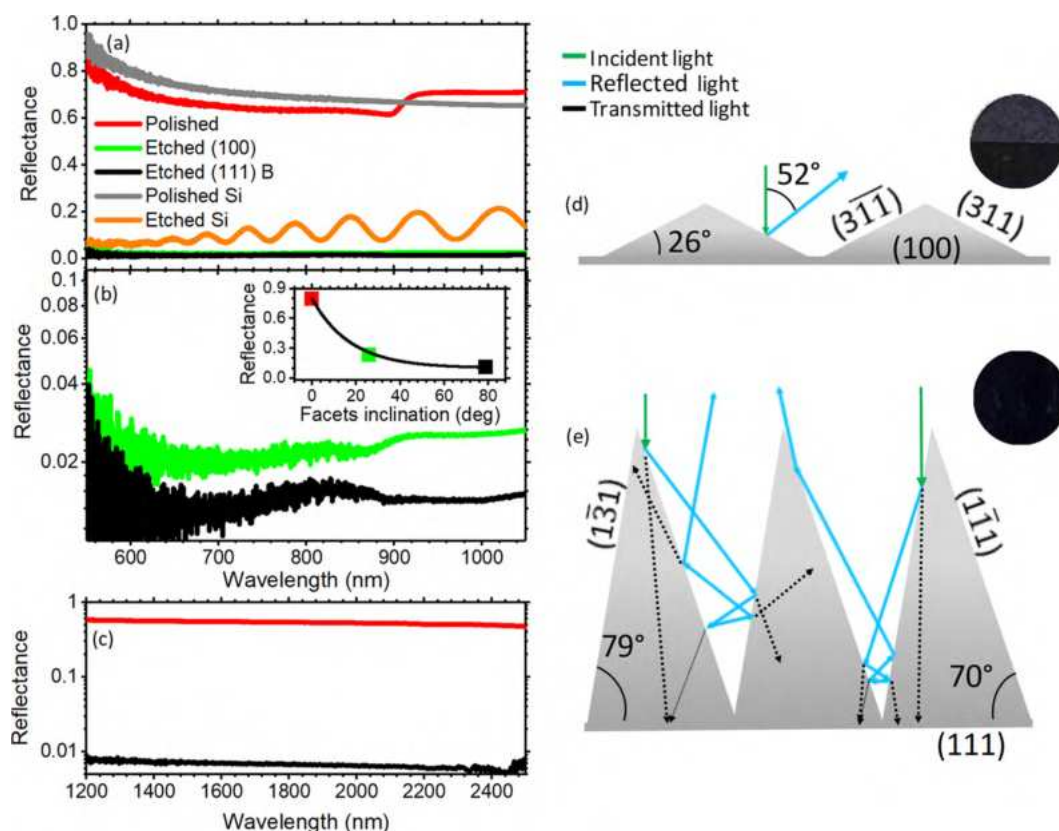 (a)
1.0
0.8
0.6
0.4
0.2
0.0
Reflectance
Polished
Etched (100)
Etched (111) B
Polished Si
Etched Si
(b)
0.1
0.08
0.06
0.04
0.02
Reflectance
0.9
0.6
0.3
0.0
Reflectance
0 20 40 60 80
Facets inclination (deg)
600 700 800 900 1000
Wavelength (nm)
(c)
1
0.1
0.01
Reflectance
1200 1400 1600 1800 2000 2200 2400
Wavelength (nm)
Incident light
Reflected light
Transmitted light
(d)
52°
26°
(3̅1̅1̅)
(311)
(100)
(e)
(13̅1)
(11̅1)
79°
70°
(111)